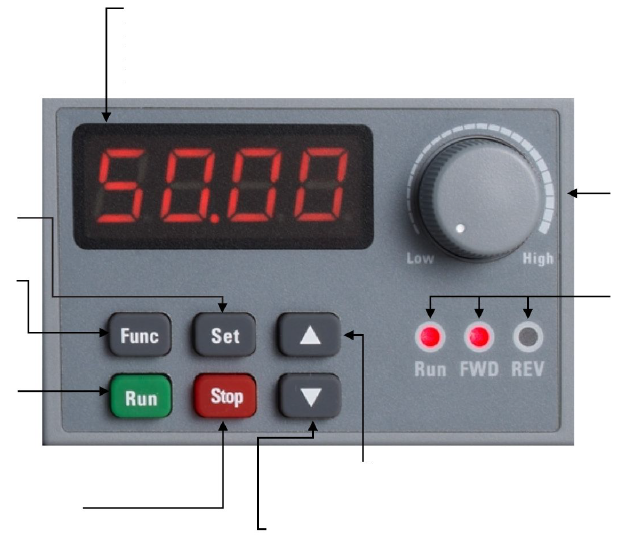 50.00
Low High
Func Set
Run FWD REV
Run Stop